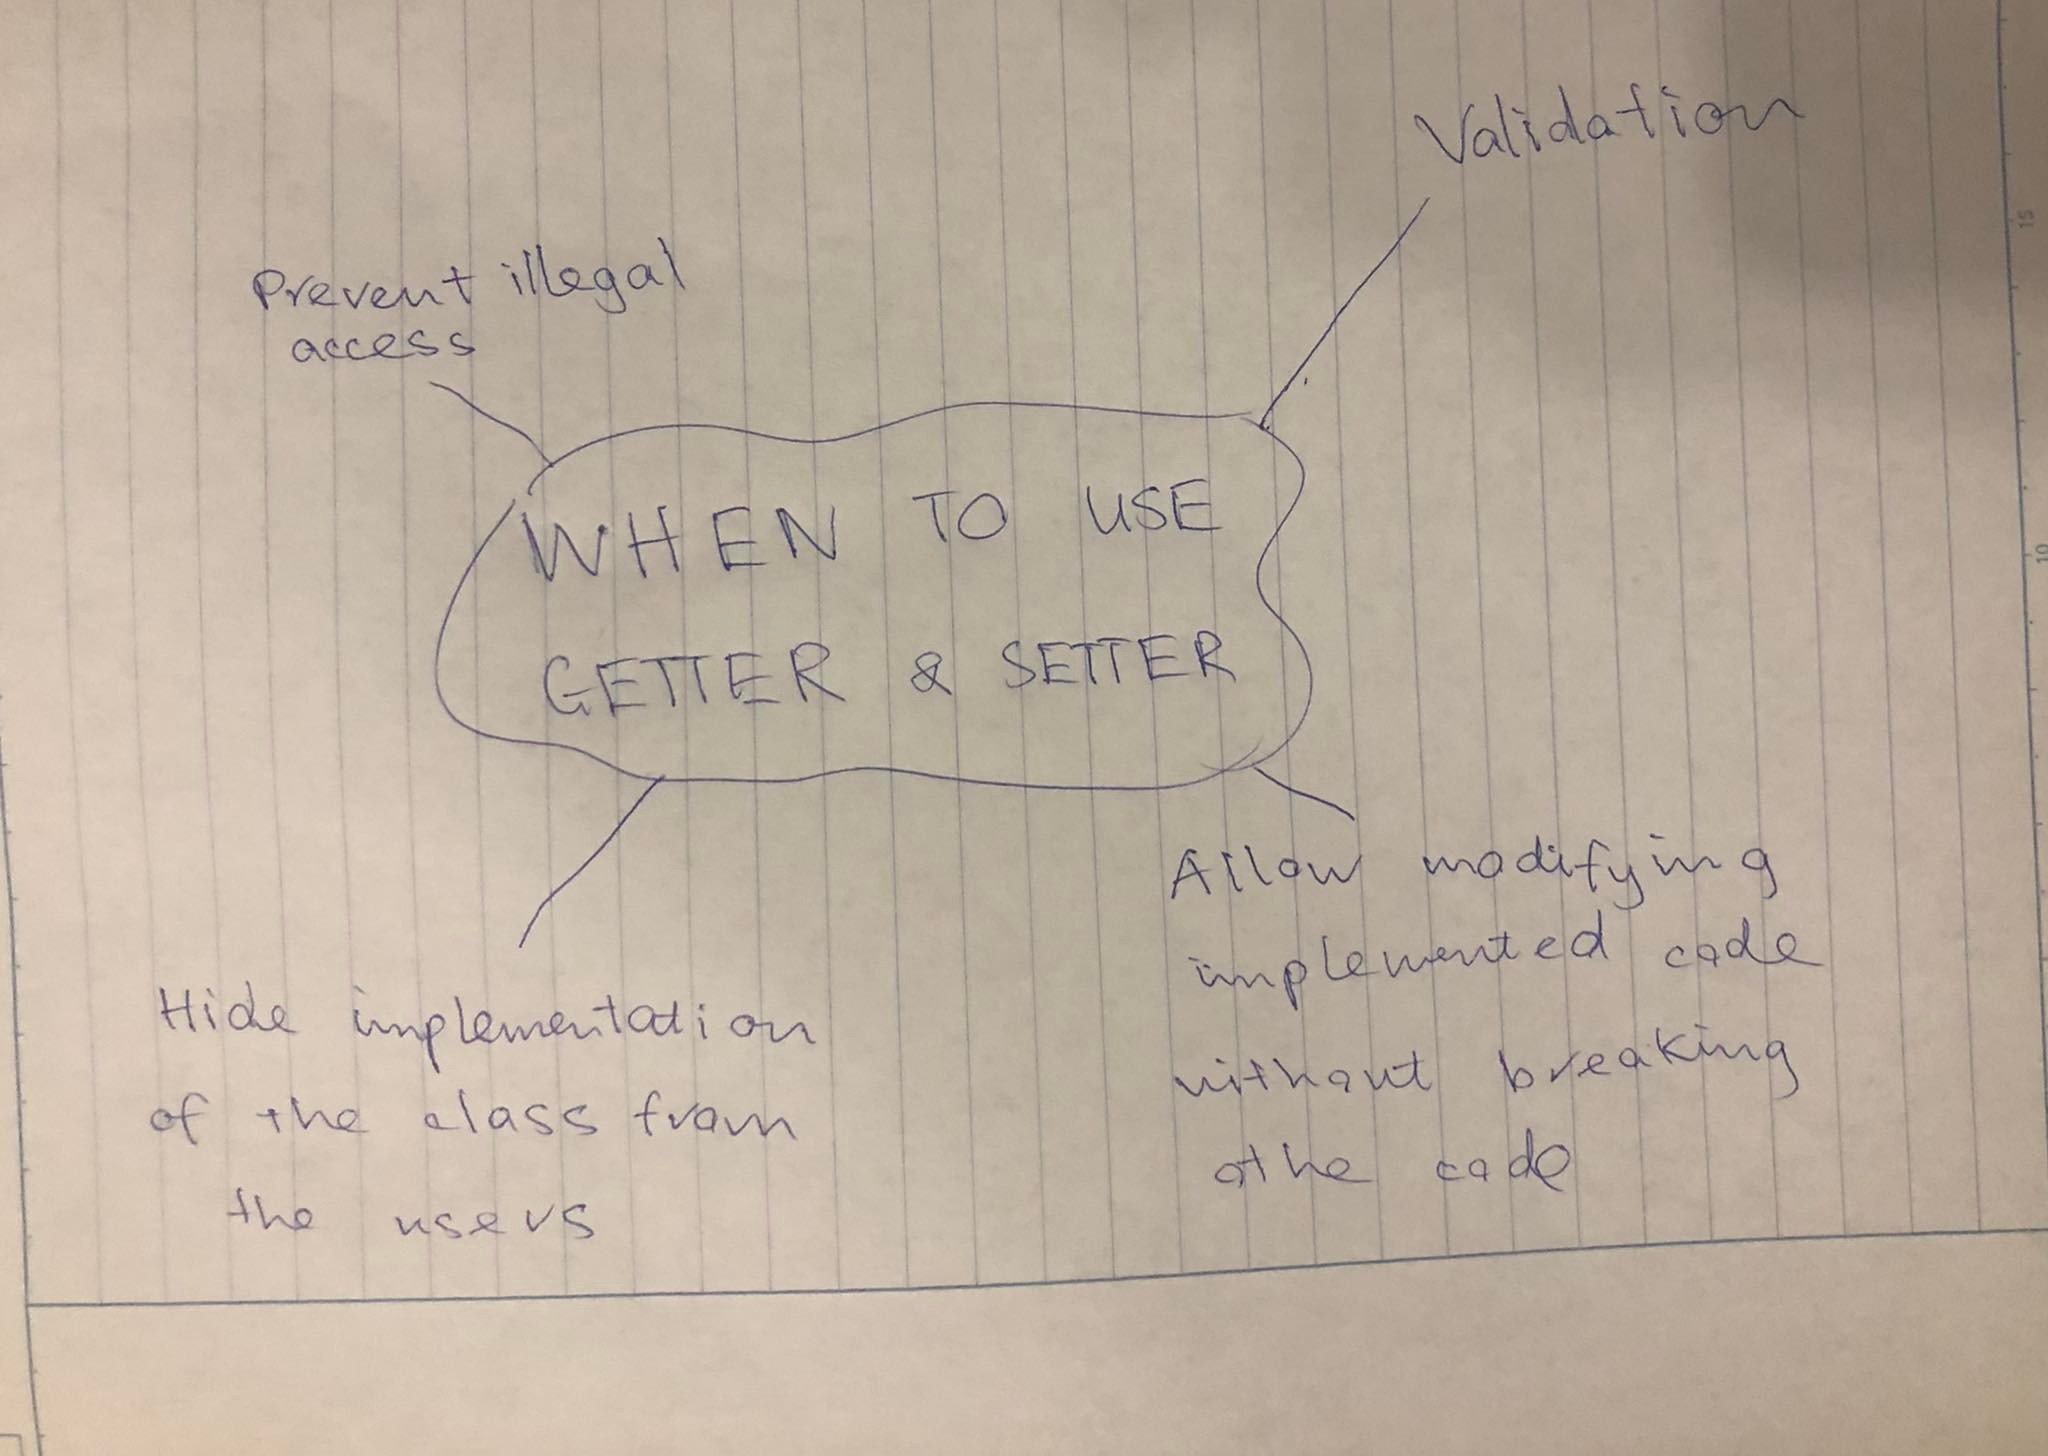 Validation
Prevent illegal
access
WHEN TO USE
GETTER & SETTER
Allow modifying
implemented code
without breaking
othe code
Hide implementation
of the class from
the users
15
10